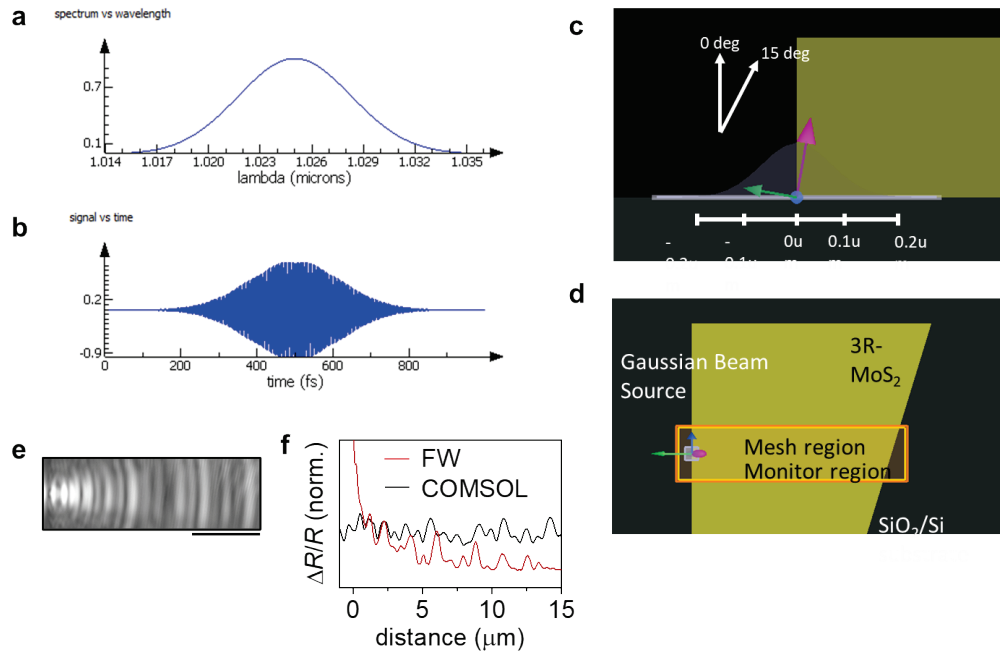 a
spectrum vs wavelength
0.7
0.1
1.014 1.017 1.020 1.023 1.026 1.029 1.032 1.035
lambda (microns)
b
signal vs time
0.2
-0.9
0 200 400 600 800
time (fs)
c
0 deg
15 deg
- - 0u 0.1u 0.2u
d
Gaussian Beam
Source
3R-
MoS₂
Mesh region
Monitor region
SiO₂/Si
e
f
FW
COMSOL
ΔR/R (norm.)
0 5 10 15
distance (μm)